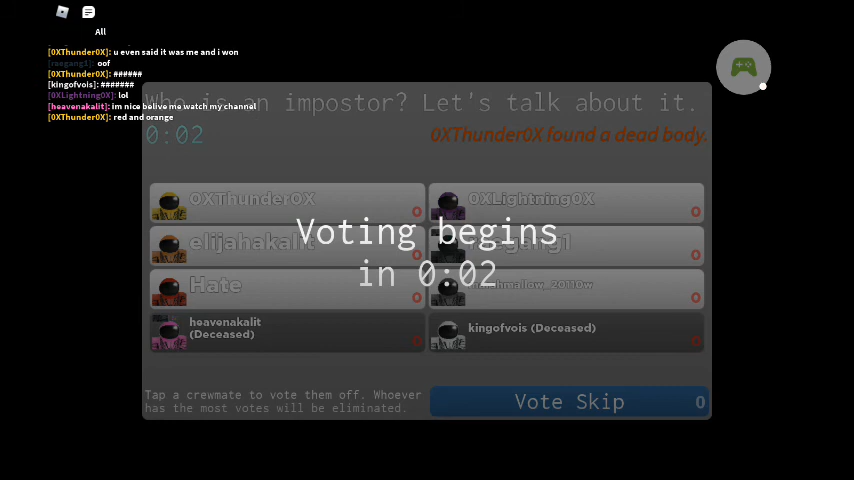 All
[0XThunder0X]: u even said it was me and i won
[raegang1]: oof
[0XThunder0X]: ######
[kingofvois]: #######
[0XLightning0X]: lol
[heavenakalit]: im nice belive me watch my channel
[0XThunder0X]: red and orange
Who is an impostor? Let's talk about it.
0:02
0XThunder0X found a dead body.
0XThunder0X
0
0XLightning0X
0
elijahakalit
0
raegang1
0
Hate
0
marshmallow_20110w
0
Voting begins
in 0:02
heavenakalit
(Deceased)
0
kingofvois (Deceased)
0
Tap a crewmate to vote them off. Whoever
has the most votes will be eliminated.
Vote Skip
0